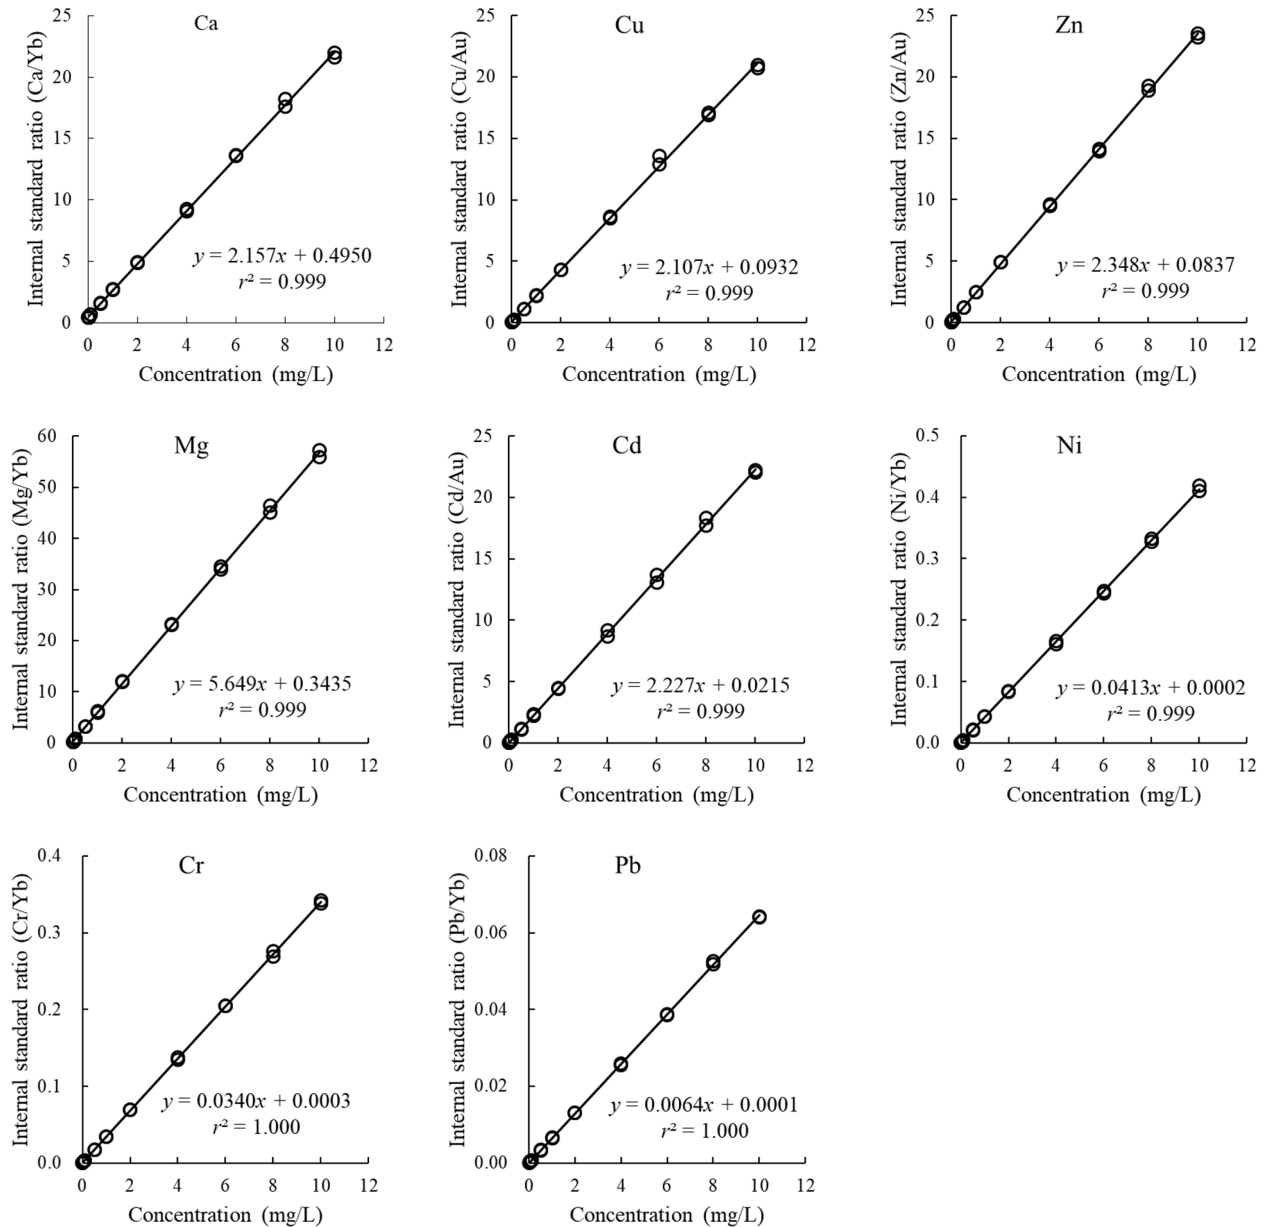 Ca
Internal standard ratio (Ca/Yb)
25
20
15
10
5
0
y = 2.157x + 0.4950
r² = 0.999
0 2 4 6 8 10 12
Concentration (mg/L)
Cu
Internal standard ratio (Cu/Au)
25
20
15
10
5
0
y = 2.107x + 0.0932
r² = 0.999
0 2 4 6 8 10 12
Concentration (mg/L)
Zn
Internal standard ratio (Zn/Au)
25
20
15
10
5
0
y = 2.348x + 0.0837
r² = 0.999
0 2 4 6 8 10 12
Concentration (mg/L)
Mg
Internal standard ratio (Mg/Yb)
60
50
40
30
20
10
0
y = 5.649x + 0.3435
r² = 0.999
0 2 4 6 8 10 12
Concentration (mg/L)
Cd
Internal standard ratio (Cd/Au)
25
20
15
10
5
0
y = 2.227x + 0.0215
r² = 0.999
0 2 4 6 8 10 12
Concentration (mg/L)
Ni
Internal standard ratio (Ni/Yb)
0.5
0.4
0.3
0.2
0.1
0.0
y = 0.0413x + 0.0002
r² = 0.999
0 2 4 6 8 10 12
Concentration (mg/L)
Cr
Internal standard ratio (Cr/Yb)
0.4
0.3
0.2
0.1
0.0
y = 0.0340x + 0.0003
r² = 1.000
0 2 4 6 8 10 12
Concentration (mg/L)
Pb
Internal standard ratio (Pb/Yb)
0.08
0.06
0.04
0.02
0.00
y = 0.0064x + 0.0001
r² = 1.000
0 2 4 6 8 10 12
Concentration (mg/L)